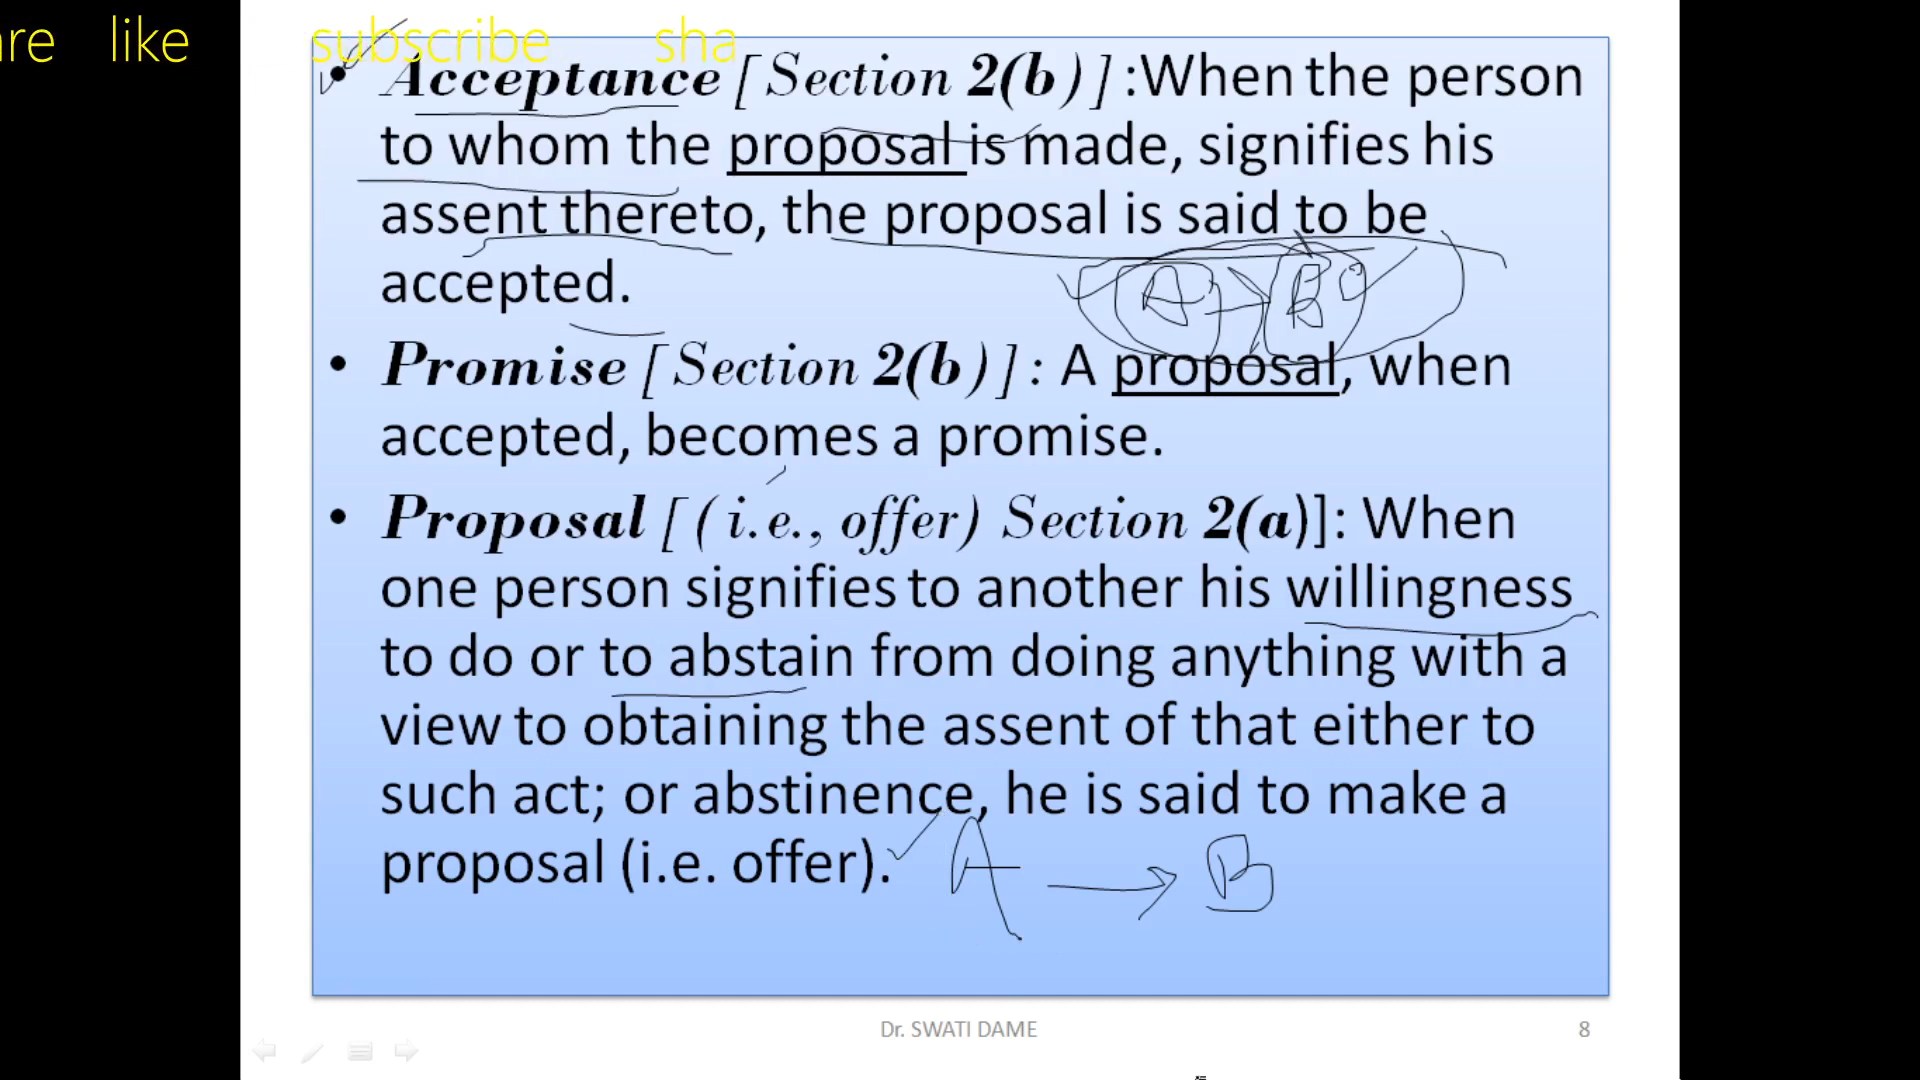 are like subscribe sha
• Acceptance [Section 2(b)] :When the person
to whom the proposal is made, signifies his
assent thereto, the proposal is said to be
accepted.
A → B
• Promise [Section 2(b)]: A proposal, when
accepted, becomes a promise.
• Proposal [(i.e., offer) Section 2(a)]: When
one person signifies to another his willingness
to do or to abstain from doing anything with a
view to obtaining the assent of that either to
such act; or abstinence, he is said to make a
proposal (i.e. offer).
A → B
Dr. SWATI DAME
8